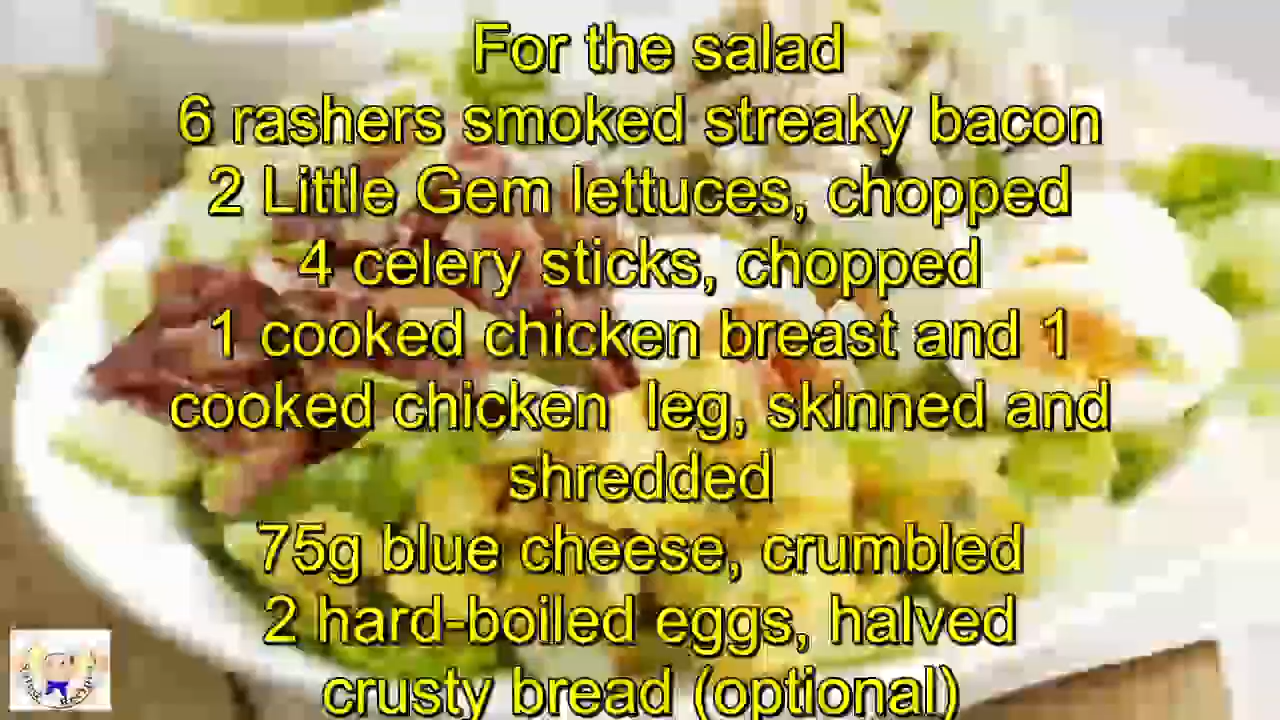 For the salad
6 rashers smoked streaky bacon
2 Little Gem lettuces, chopped
4 celery sticks, chopped
1 cooked chicken breast and 1
cooked chicken  leg, skinned and
shredded
75g blue cheese, crumbled
2 hard-boiled eggs, halved
crusty bread (optional)